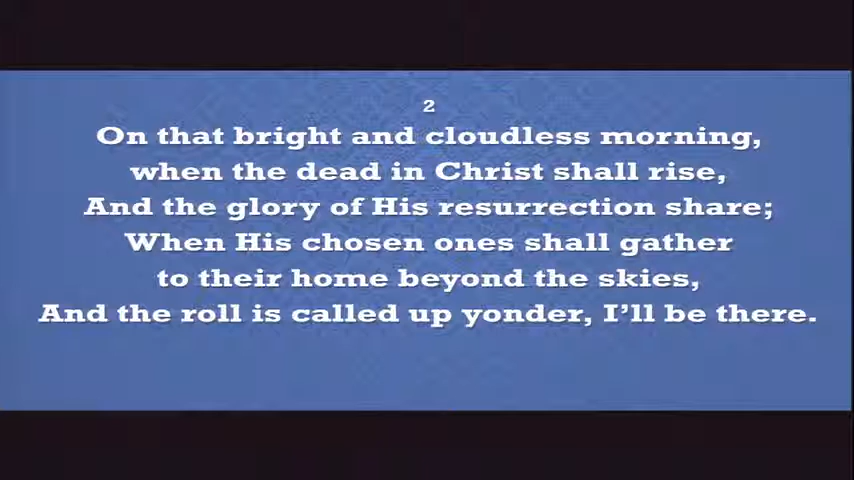 2
On that bright and cloudless morning,
when the dead in Christ shall rise,
And the glory of His resurrection share;
When His chosen ones shall gather
to their home beyond the skies,
And the roll is called up yonder, I’ll be there.